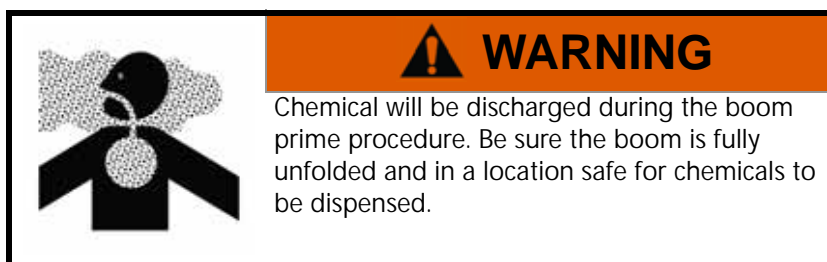 WARNING
Chemical will be discharged during the boom
prime procedure. Be sure the boom is fully
unfolded and in a location safe for chemicals to
be dispensed.